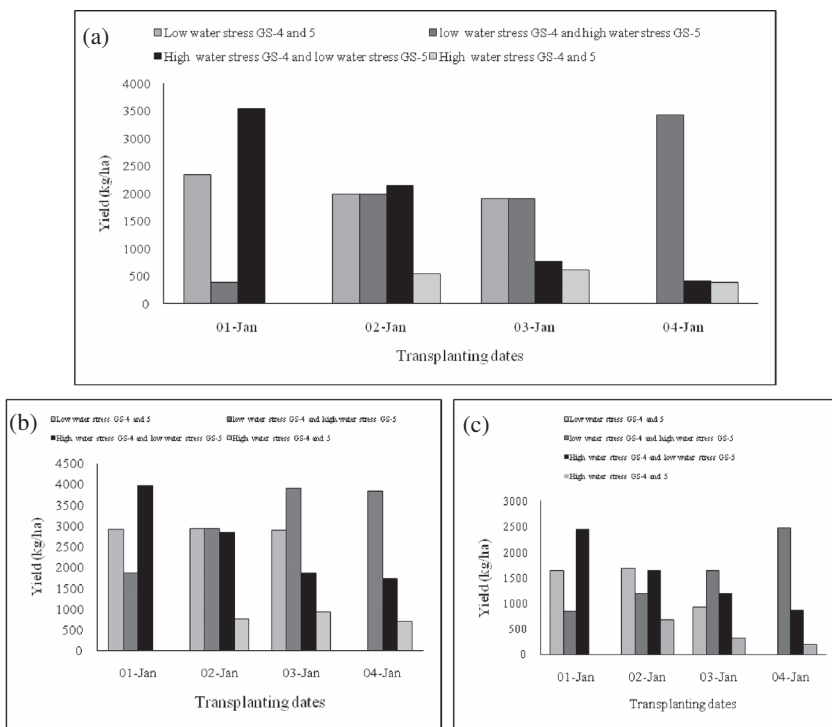 (a)
Low water stress GS-4 and 5
low water stress GS-4 and high water stress GS-5
High water stress GS-4 and low water stress GS-5
High water stress GS-4 and 5
Yield (kg/ha)
4000
3500
3000
2500
2000
1500
1000
500
0
01-Jan 02-Jan 03-Jan 04-Jan
Transplanting dates
(b)
Low water stress GS-4 and 5
low water stress GS-4 and high water stress GS-5
High water stress GS-4 and low water stress GS-5
High water stress GS-4 and 5
Yield (kg/ha)
4500
4000
3500
3000
2500
2000
1500
1000
500
0
01-Jan 02-Jan 03-Jan 04-Jan
Transplanting dates
(c)
Low water stress GS-4 and 5
low water stress GS-4 and high water stress GS-5
High water stress GS-4 and low water stress GS-5
High water stress GS-4 and 5
Yield (kg/ha)
3000
2500
2000
1500
1000
500
0
01-Jan 02-Jan 03-Jan 04-Jan
Transplanting dates